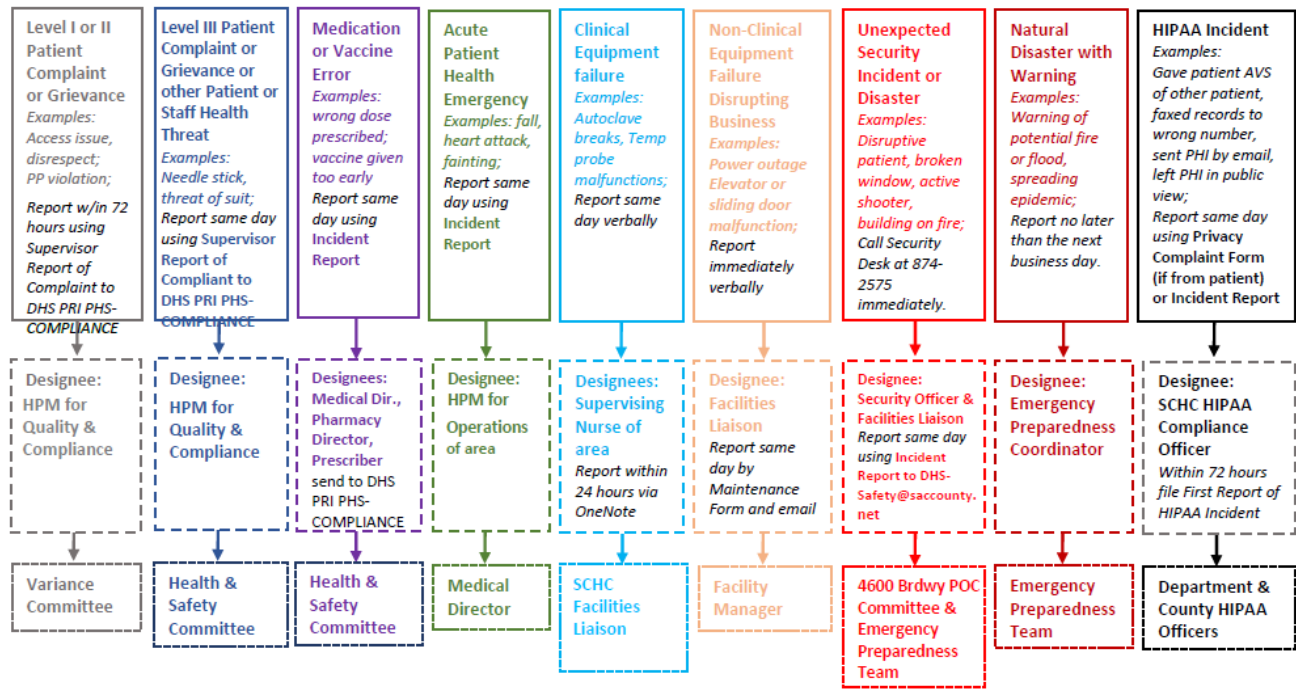 Level I or II
Patient
Complaint
or Grievance
Examples:
Access issue,
disrespect;
PP violation;
Report w/in 72
hours using
Supervisor
Report of
Complaint to
DHS PRI PHS-
COMPLIANCE
Level III Patient
Complaint or
Grievance or
other Patient or
Staff Health
Threat
Examples:
Needle stick,
threat of suit;
Report same day
using Supervisor
Report of
Compliant to
DHS PRI PHS-
COMPLIANCE
Medication
or Vaccine
Error
Examples:
wrong dose
prescribed;
vaccine given
too early
Report same
day using
Incident
Report
Acute
Patient
Health
Emergency
Examples: fall,
heart attack,
fainting;
Report same
day using
Incident
Report
Clinical
Equipment
failure
Examples:
Autoclave
breaks, Temp
probe
malfunctions;
Report same
day verbally
Non-Clinical
Equipment
Failure
Disrupting
Business
Examples:
Power outage
Elevator or
sliding door
malfunction;
Report
immediately
verbally
Unexpected
Security
Incident or
Disaster
Examples:
Disruptive
patient, broken
window, active
shooter,
building on fire;
Call Security
Desk at 874-
2575
immediately.
Natural
Disaster with
Warning
Examples:
Warning of
potential fire
or flood,
spreading
epidemic;
Report no later
than the next
business day.
HIPAA Incident
Examples:
Gave patient AVS
of other patient,
faxed records to
wrong number,
sent PHI by email,
left PHI in public
view;
Report same day
using Privacy
Complaint Form
(if from patient)
or Incident Report
Designee:
HPM for
Quality &
Compliance
Designee:
HPM for
Quality &
Compliance
Designees:
Medical Dir.,
Pharmacy
Director,
Prescriber
send to DHS
PRI PHS-
COMPLIANCE
Designee:
HPM for
Operations
of area
Designees:
Supervising
Nurse of
area
Report within
24 hours via
OneNote
Designee:
Facilities
Liaison
Report same
day by
Maintenance
Form and email
Designee:
Security Officer &
Facilities Liaison
Report same day
using Incident
Report to DHS-
Safety@saccounty.
net
Designee:
Emergency
Preparedness
Coordinator
Designee:
SCHC HIPAA
Compliance
Officer
Within 72 hours
file First Report of
HIPAA Incident
Variance
Committee
Health &
Safety
Committee
Health &
Safety
Committee
Medical
Director
SCHC
Facilities
Liaison
Facility
Manager
4600 Brdwy POC
Committee &
Emergency
Preparedness
Team
Emergency
Preparedness
Team
Department &
County HIPAA
Officers